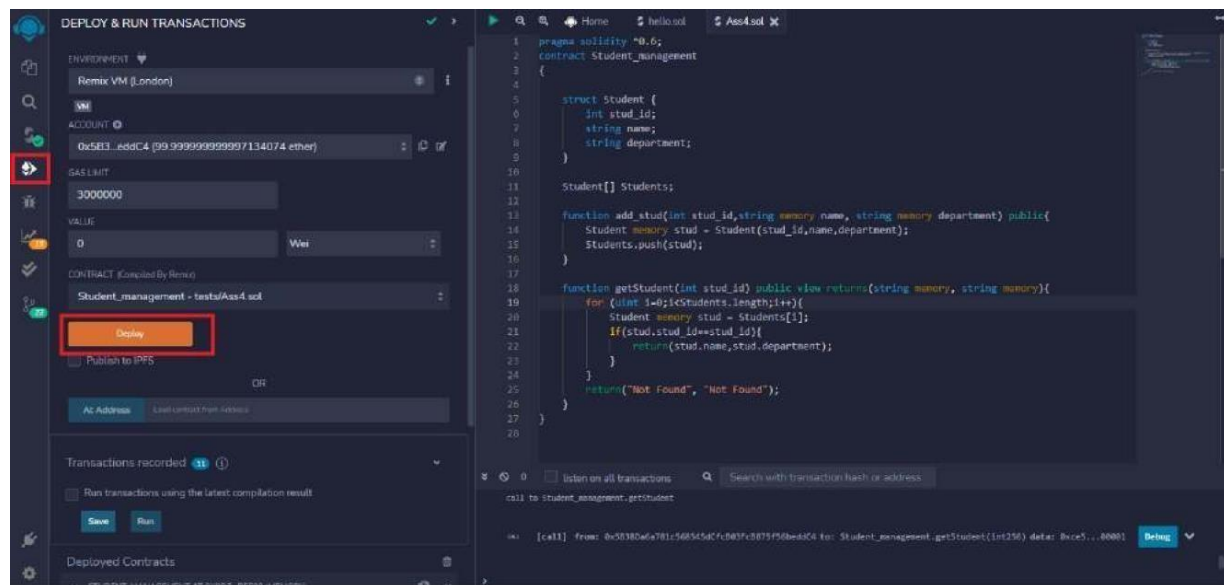 DEPLOY & RUN TRANSACTIONS
ENVIRONMENT
Remix VM (London)
VM
ACCOUNT
0x5B3...eddC4 (99.999999999997134074 ether)
GAS LIMIT
3000000
VALUE
0
Wei
CONTRACT (Compiled By Remix)
Student_management - tests/Ass4.sol
Deploy
Publish to IPFS
OR
At Address
Load contract from Address
Transactions recorded 11
Run transactions using the latest compilation result
Save
Run
Deployed Contracts
Home
hello.sol
Ass4.sol
1 pragma solidity ^0.6;
2 contract Student_management
3 {
4
5 struct Student {
6 int stud_id;
7 string name;
8 string department;
9 }
10
11 Student[] Students;
12
13 function add_stud(int stud_id,string memory name, string memory department) public{
14 Student memory stud = Student(stud_id,name,department);
15 Students.push(stud);
16 }
17
18 function getStudent(int stud_id) public view returns(string memory, string memory){
19 for (uint i=0;i<Students.length;i++){
20 Student memory stud = Students[i];
21 if(stud.stud_id==stud_id){
22 return(stud.name,stud.department);
23 }
24 }
25 return("Not Found", "Not Found");
26 }
27 }
28
0
listen on all transactions
Search with transaction hash or address
call to Student_management.getStudent
[call] from: to: Student_management.getStudent(int256) data: 0xce5...00001
Debug